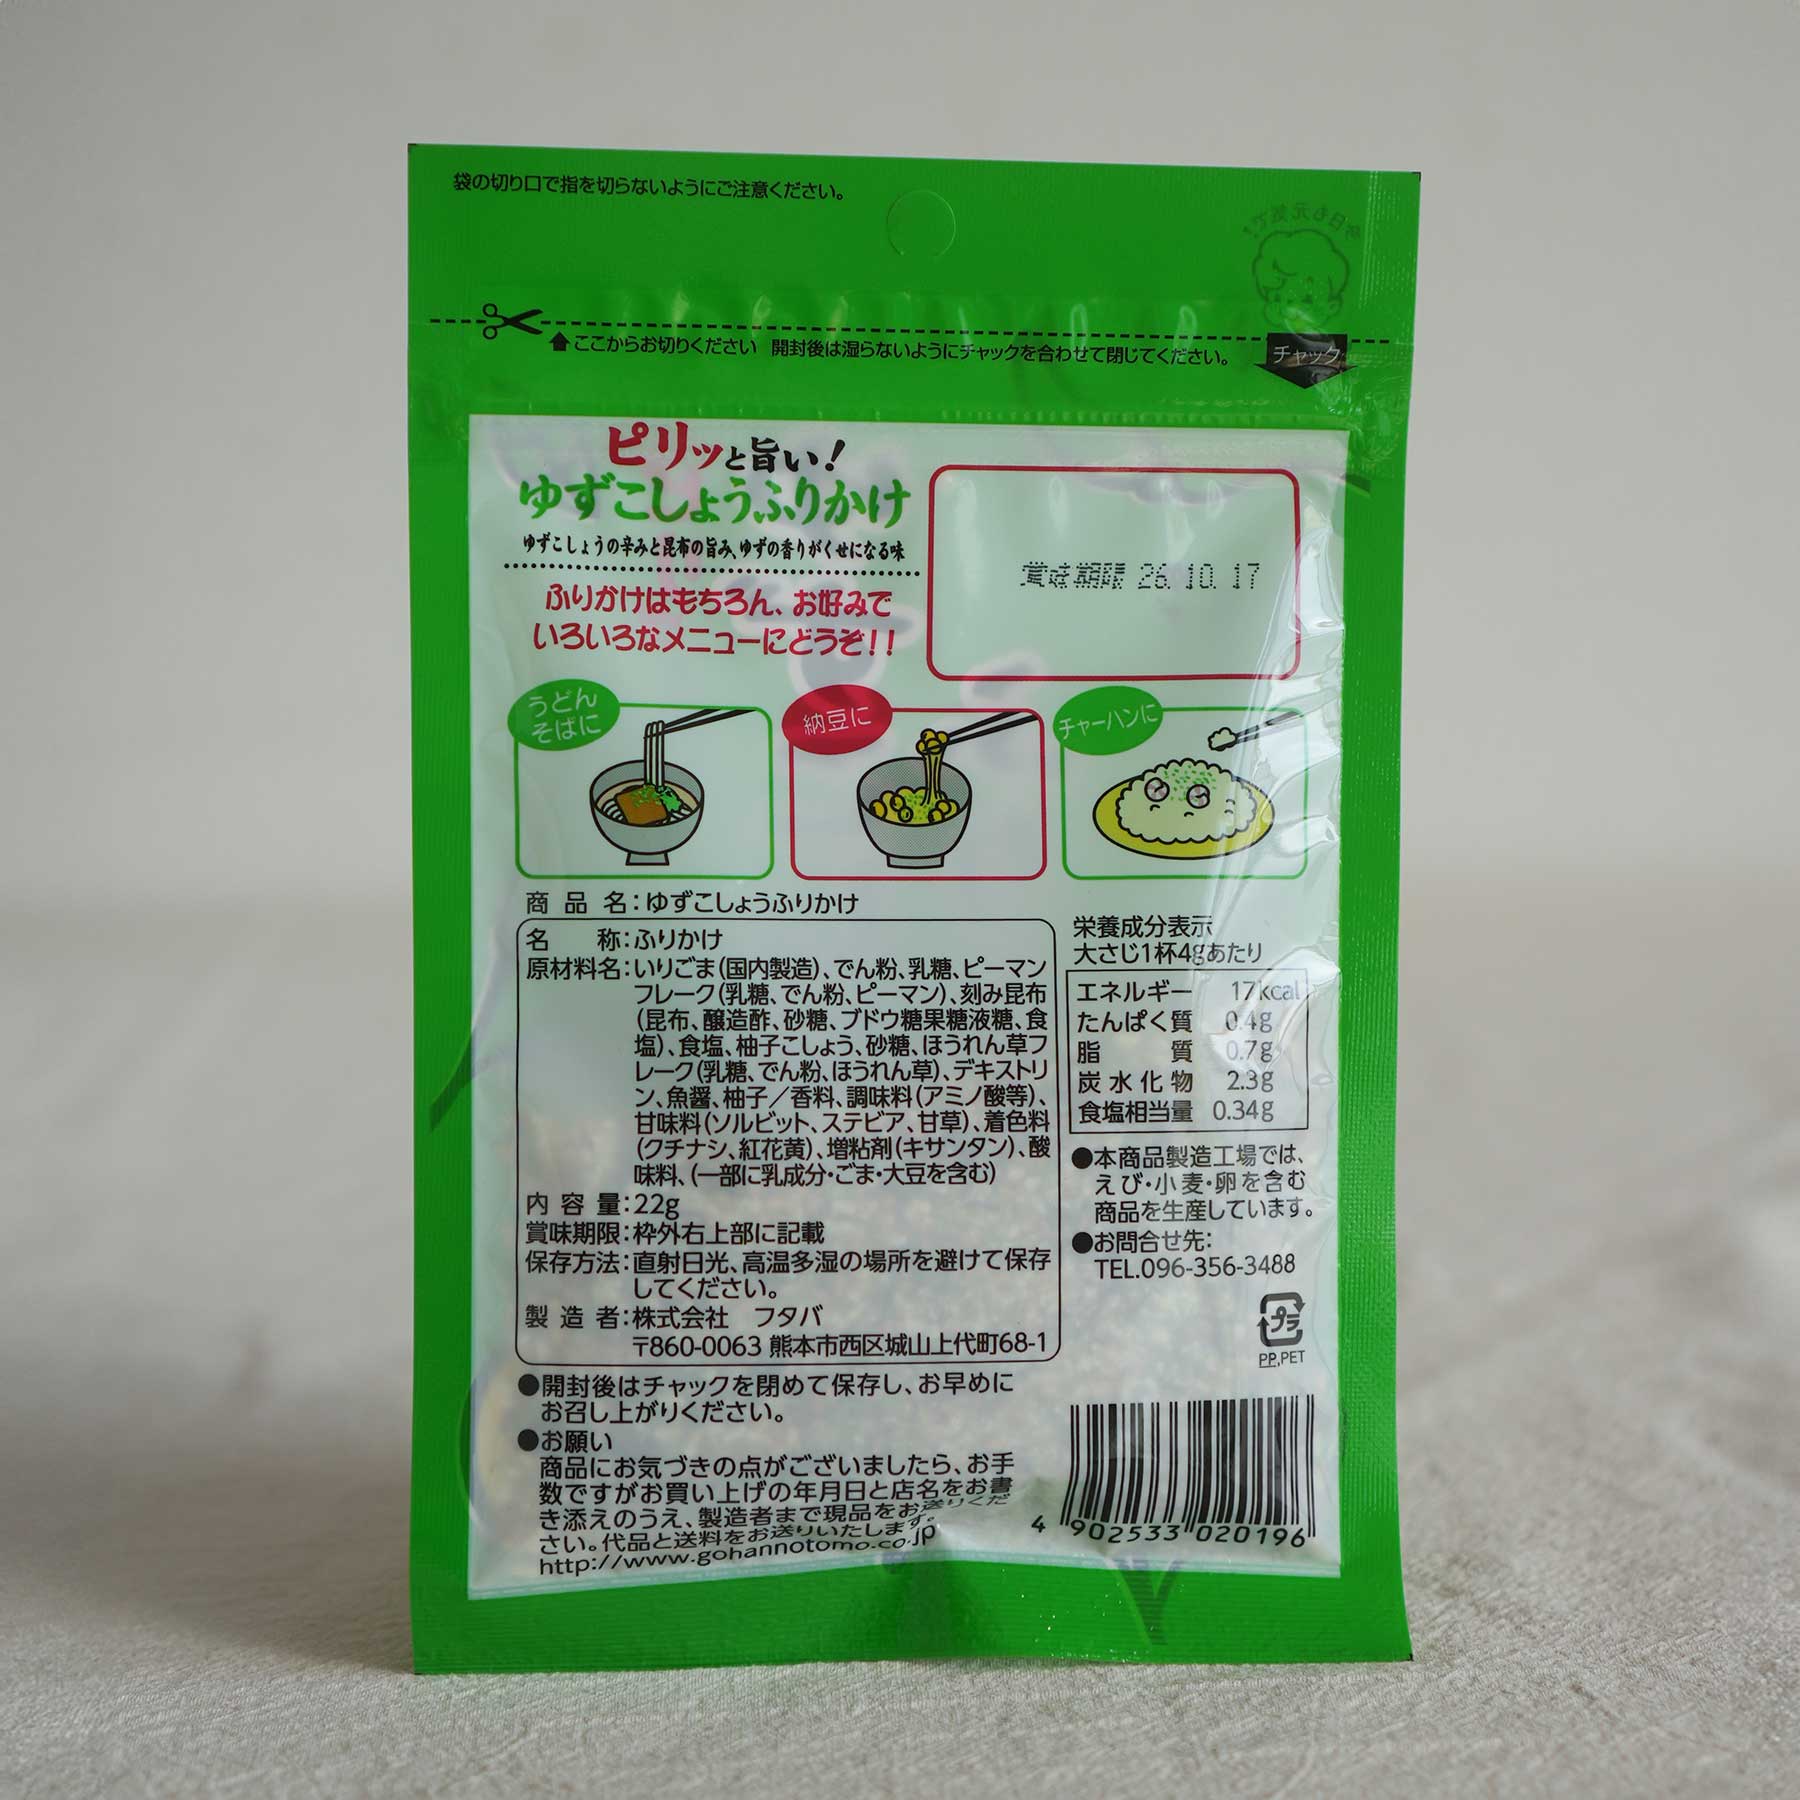 袋の切り口で指を切らないようにご注意ください。
ここからお切りください 開封後は湿らないようにチャックを合わせて閉じてください。
チャック
ピリッと旨い!
ゆずこしょうふりかけ
ゆずこしょうの辛みと昆布の旨み、ゆずの香りがくせになる味
ふりかけはもちろん、お好みで
いろいろなメニューにどうぞ!!
賞味期限 26.10.17
うどん
そばに
納豆に
チャーハンに
商品名:ゆずこしょうふりかけ
名称:ふりかけ
原材料名:いりごま(国内製造)、でん粉、乳糖、ピーマン
フレーク(乳糖、でん粉、ピーマン)、刻み昆布
(昆布、醸造酢、砂糖、ブドウ糖果糖液糖、食
塩)、食塩、柚子こしょう、砂糖、ほうれん草フ
レーク(乳糖、でん粉、ほうれん草)、デキストリ
ン、魚醤、柚子/香料、調味料(アミノ酸等)、
甘味料(ソルビット、ステビア、甘草)、着色料
(クチナシ、紅花黄)、増粘剤(キサンタン)、酸
味料、(一部に乳成分・ごま・大豆を含む)
内容量:22g
賞味期限:枠外右上部に記載
保存方法:直射日光、高温多湿の場所を避けて保存
してください。
製造者:株式会社 フタバ
〒860-0063 熊本市西区城山上代町68-1
栄養成分表示
大さじ1杯4gあたり
エネルギー 17kcal
たんぱく質 0.4g
脂質 0.7g
炭水化物 2.3g
食塩相当量 0.34g
●本商品製造工場では、
えび・小麦・卵を含む
商品を生産しています。
●お問合せ先:
TEL.096-356-3488
プラ
PP,PET
●開封後はチャックを閉めて保存し、お早めに
お召し上がりください。
●お願い
商品にお気づきの点がございましたら、お手
数ですがお買い上げの年月日と店名をお書
き添えのうえ、製造者まで現品をお送りくだ
さい。代品と送料をお送りいたします。
http://www.gohannotomo.co.jp
4 902533 020196